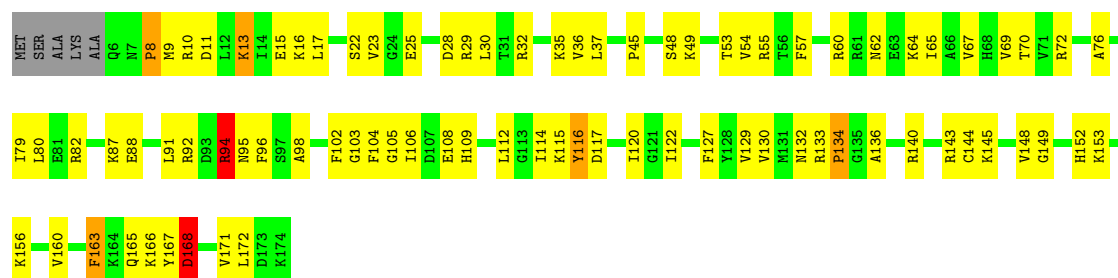 MET SER ALA LYS ALA Q6 N7 P8 M9 R10 D11 L12 K13 I14 E15 K16 L17 S22 V23 G24 E25 D28 R29 L30 T31 R32 K35 V36 L37 P45 S48 K49 T53 V54 R55 T56 F57 R60 R61 N62 E63 K64 I65 A66 V67 H68 V69 T70 V71 R72 A76
I79 L80 E81 R82 K87 E88 L91 R92 D93 R94 N95 F96 S97 A98 F102 G103 F104 G105 I106 D107 E108 H109 L112 G113 I114 K115 Y116 D117 I120 G121 I122 F127 Y128 V129 V130 M131 N132 R133 P134 G135 A136 R140 R143 C144 K145 V148 G149 H152 K153
K156 V160 F163 K164 Q165 K166 Y167 D168 V171 L172 D173 K174